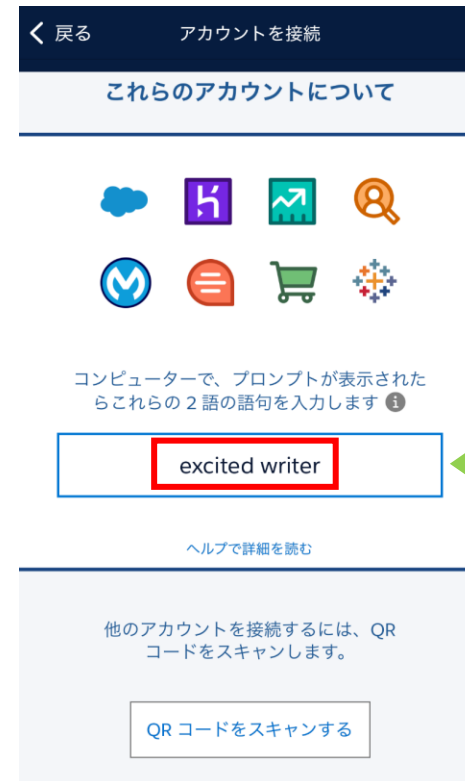 戻る アカウントを接続
これらのアカウントについて
コンピューターで、プロンプトが表示された
らこれらの 2 語の語句を入力します
excited writer
ヘルプで詳細を読む
他のアカウントを接続するには、QR
コードをスキャンします。
QR コードをスキャンする